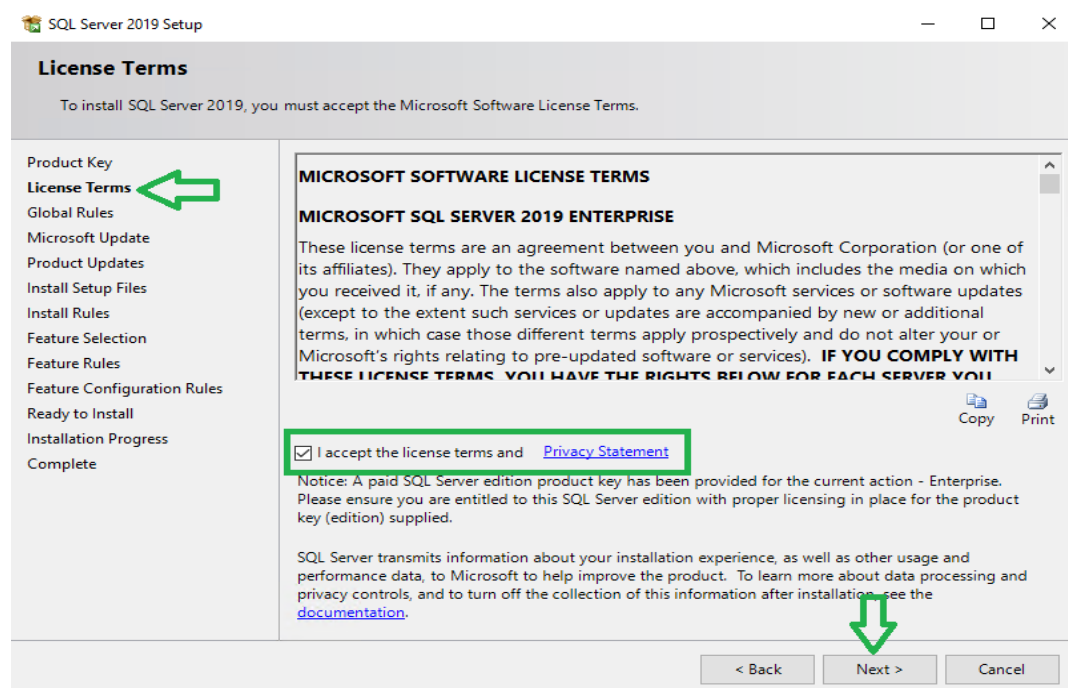 SQL Server 2019 Setup
License Terms
To install SQL Server 2019, you must accept the Microsoft Software License Terms.
Product Key
License Terms
Global Rules
Microsoft Update
Product Updates
Install Setup Files
Install Rules
Feature Selection
Feature Rules
Feature Configuration Rules
Ready to Install
Installation Progress
Complete
MICROSOFT SOFTWARE LICENSE TERMS
MICROSOFT SQL SERVER 2019 ENTERPRISE
These license terms are an agreement between you and Microsoft Corporation (or one of
its affiliates). They apply to the software named above, which includes the media on which
you received it, if any. The terms also apply to any Microsoft services or software updates
(except to the extent such services or updates are accompanied by new or additional
terms, in which case those different terms apply prospectively and do not alter your or
Microsoft's rights relating to pre-updated software or services). IF YOU COMPLY WITH
THESE LICENSE TERMS, YOU HAVE THE RIGHTS BELOW FOR EACH SERVER YOU
Copy Print
I accept the license terms and Privacy Statement
Notice: A paid SQL Server edition product key has been provided for the current action - Enterprise.
Please ensure you are entitled to this SQL Server edition with proper licensing in place for the product
key (edition) supplied.
SQL Server transmits information about your installation experience, as well as other usage and
performance data, to Microsoft to help improve the product. To learn more about data processing and
privacy controls, and to turn off the collection of this information after installation, see the
documentation.
< Back Next > Cancel